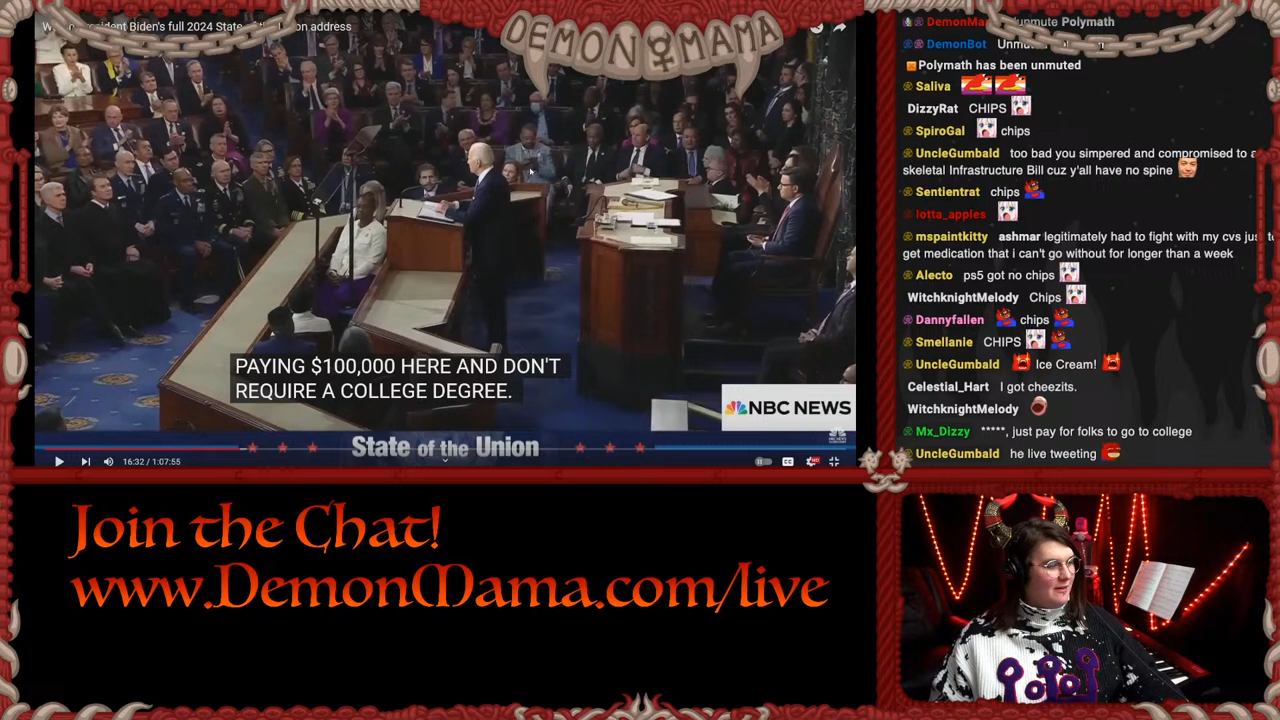 President Biden's full 2024 State of the Union address
DEMON MAMA
PAYING $100,000 HERE AND DON'T
REQUIRE A COLLEGE DEGREE.
NBC NEWS
State of the Union
16:32 / 1:07:55
CC
HD
unmute Polymath
DemonBot
Polymath has been unmuted
Saliva
DizzyRat CHIPS
SpiroGal chips
UncleGumbald too bad you simpered and compromised to a
skeletal Infrastructure Bill cuz y'all have no spine
Sentientrat chips
lotta_apples
mspaintkitty ashmar legitimately had to fight with my cvs just
get medication that i can't go without for longer than a week
Alecto ps5 got no chips
WitchknightMelody Chips
Dannyfallen chips
Smellanie CHIPS
UncleGumbald Ice Cream!
Celestial_Hart I got cheezits.
WitchknightMelody
Mx_Dizzy *****, just pay for folks to go to college
UncleGumbald he live tweeting
Join the Chat!
www.DemonMama.com/live